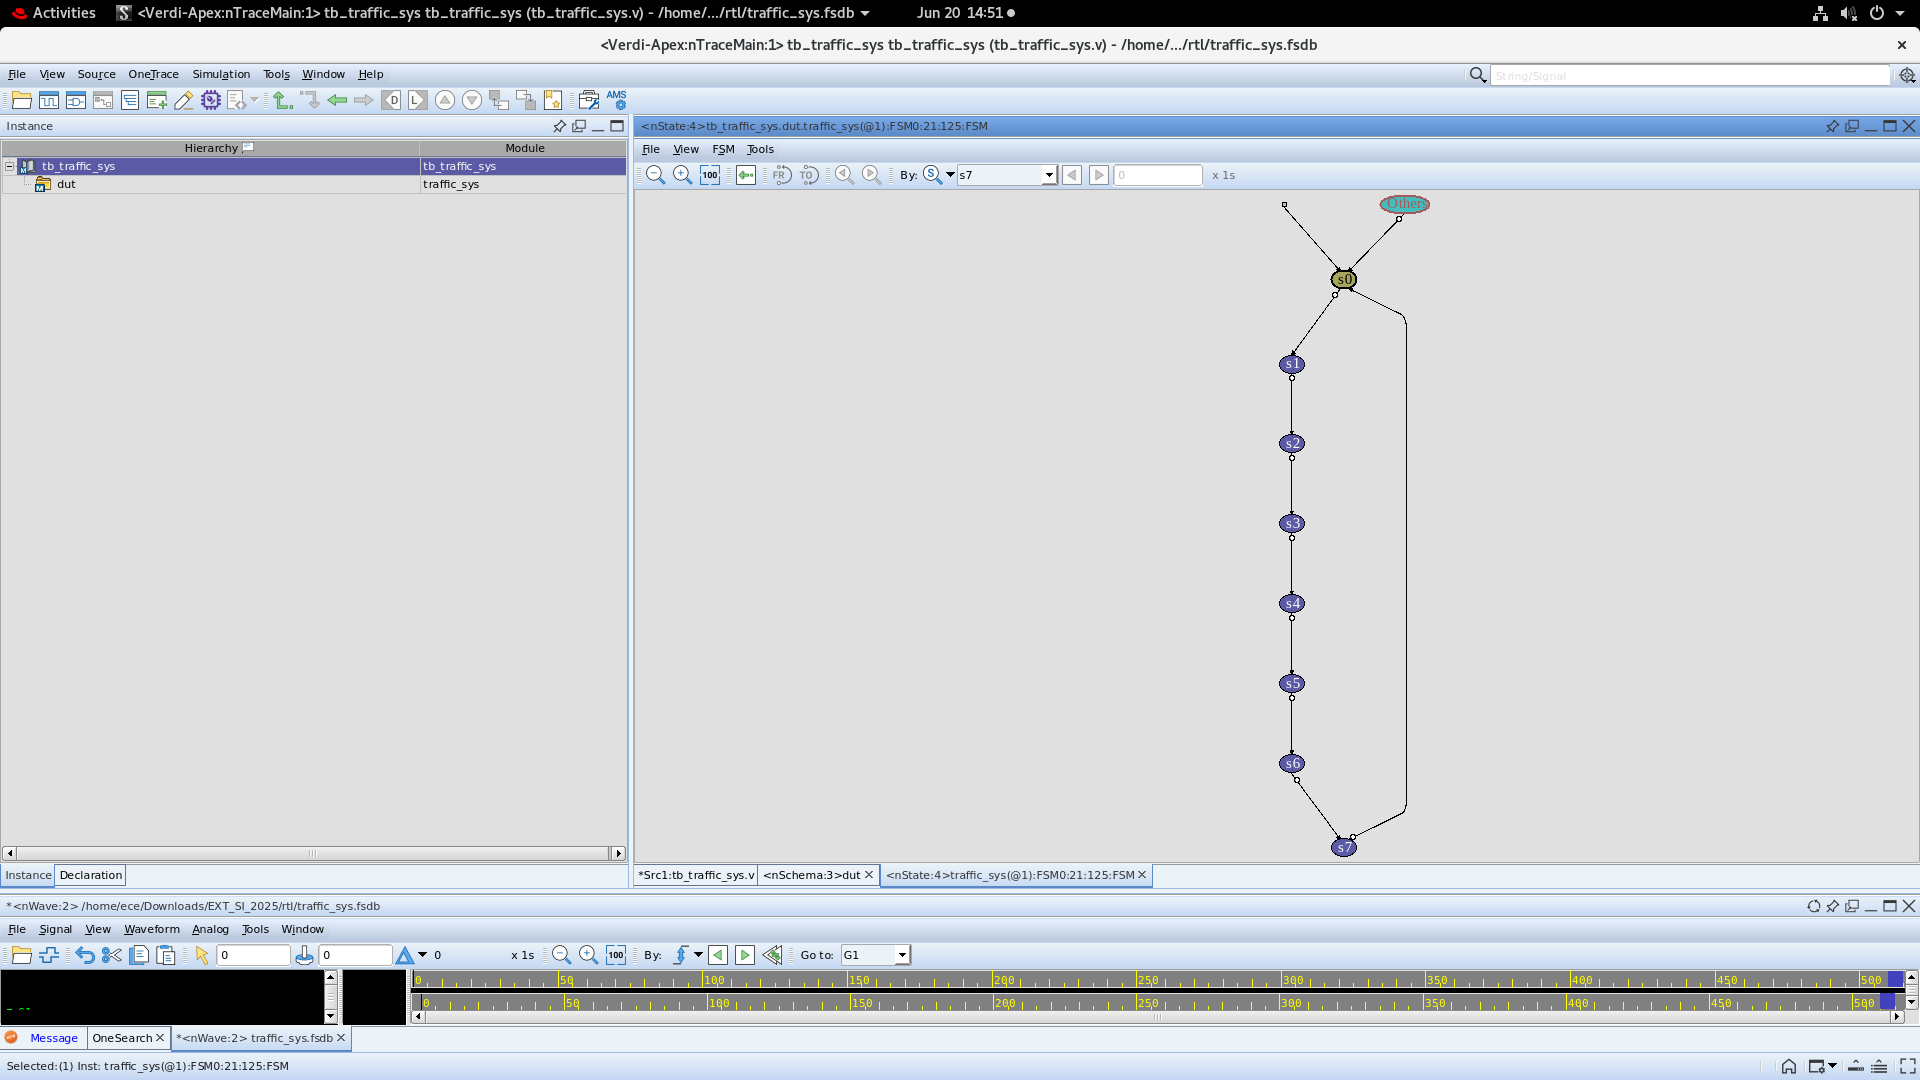 Activities <Verdi-Apex:nTraceMain:1> tb_traffic_sys tb_traffic_sys (tb_traffic_sys.v) - /home/.../rtl/traffic_sys.fsdb Jun 20 14:51
<Verdi-Apex:nTraceMain:1> tb_traffic_sys tb_traffic_sys (tb_traffic_sys.v) - /home/.../rtl/traffic_sys.fsdb
File View Source OneTrace Simulation Tools Window Help String/Signal
D L AMS
Instance
Hierarchy Module
tb_traffic_sys tb_traffic_sys
dut traffic_sys
<nState:4>tb_traffic_sys.dut.traffic_sys(@1):FSM0:21:125:FSM
File View FSM Tools
100 FR TO By: s7 0 x 1s
Others
s0
s1
s2
s3
s4
s5
s6
s7
Instance Declaration
*Src1:tb_traffic_sys.v <nSchema:3>dut <nState:4>traffic_sys(@1):FSM0:21:125:FSM
*<nWave:2> /home/ece/Downloads/EXT_SI_2025/rtl/traffic_sys.fsdb
File Signal View Waveform Analog Tools Window
0 0 0 x 1s 100 By: Go to: G1
0 50 100 150 200 250 300 350 400 450 500
0 50 100 150 200 250 300 350 400 450 500
Message OneSearch *<nWave:2> traffic_sys.fsdb
Selected:(1) Inst: traffic_sys(@1):FSM0:21:125:FSM